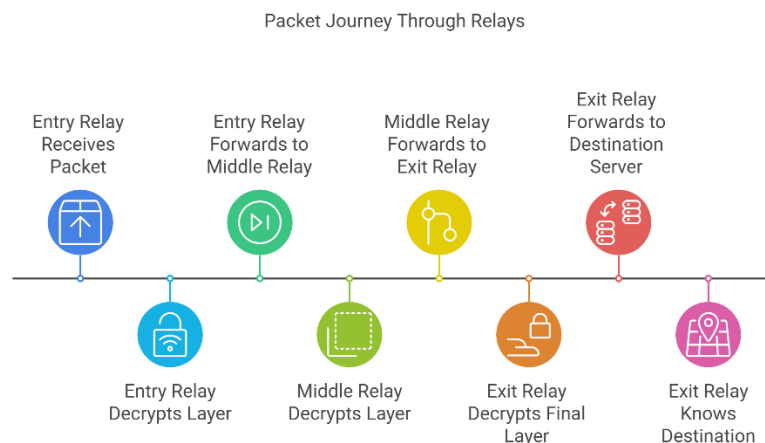 Packet Journey Through Relays
Entry Relay
Receives
Packet
Entry Relay
Decrypts Layer
Entry Relay
Forwards to
Middle Relay
Middle Relay
Decrypts Layer
Middle Relay
Forwards to
Exit Relay
Exit Relay
Decrypts Final
Layer
Exit Relay
Forwards to
Destination
Server
Exit Relay
Knows
Destination